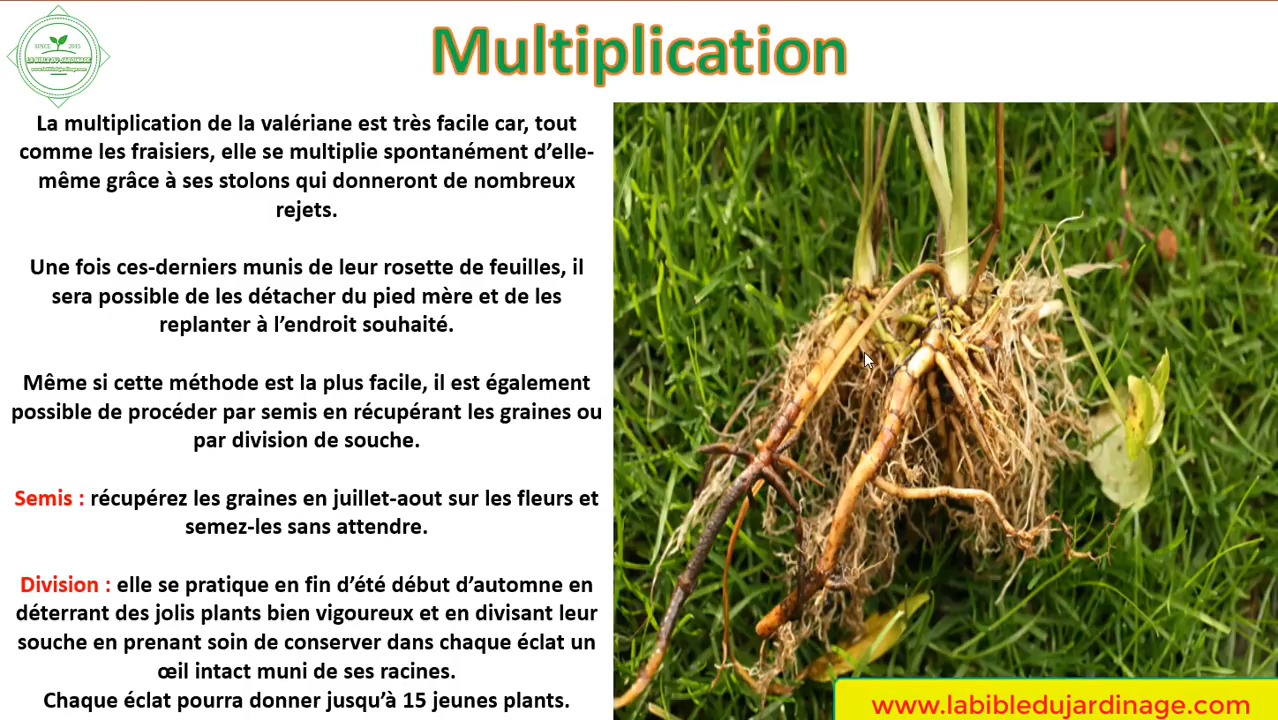 Multiplication
SINCE 2015
LA BIBLE DU JARDINAGE
www.labibledujardinage.com
La multiplication de la valériane est très facile car, tout
comme les fraisiers, elle se multiplie spontanément d’elle-
même grâce à ses stolons qui donneront de nombreux
rejets.
Une fois ces-derniers munis de leur rosette de feuilles, il
sera possible de les détacher du pied mère et de les
replanter à l’endroit souhaité.
Même si cette méthode est la plus facile, il est également
possible de procéder par semis en récupérant les graines ou
par division de souche.
Semis : récupérez les graines en juillet-aout sur les fleurs et
semez-les sans attendre.
Division : elle se pratique en fin d’été début d’automne en
déterrant des jolis plants bien vigoureux et en divisant leur
souche en prenant soin de conserver dans chaque éclat un
œil intact muni de ses racines.
Chaque éclat pourra donner jusqu’à 15 jeunes plants.
www.labibledujardinage.com